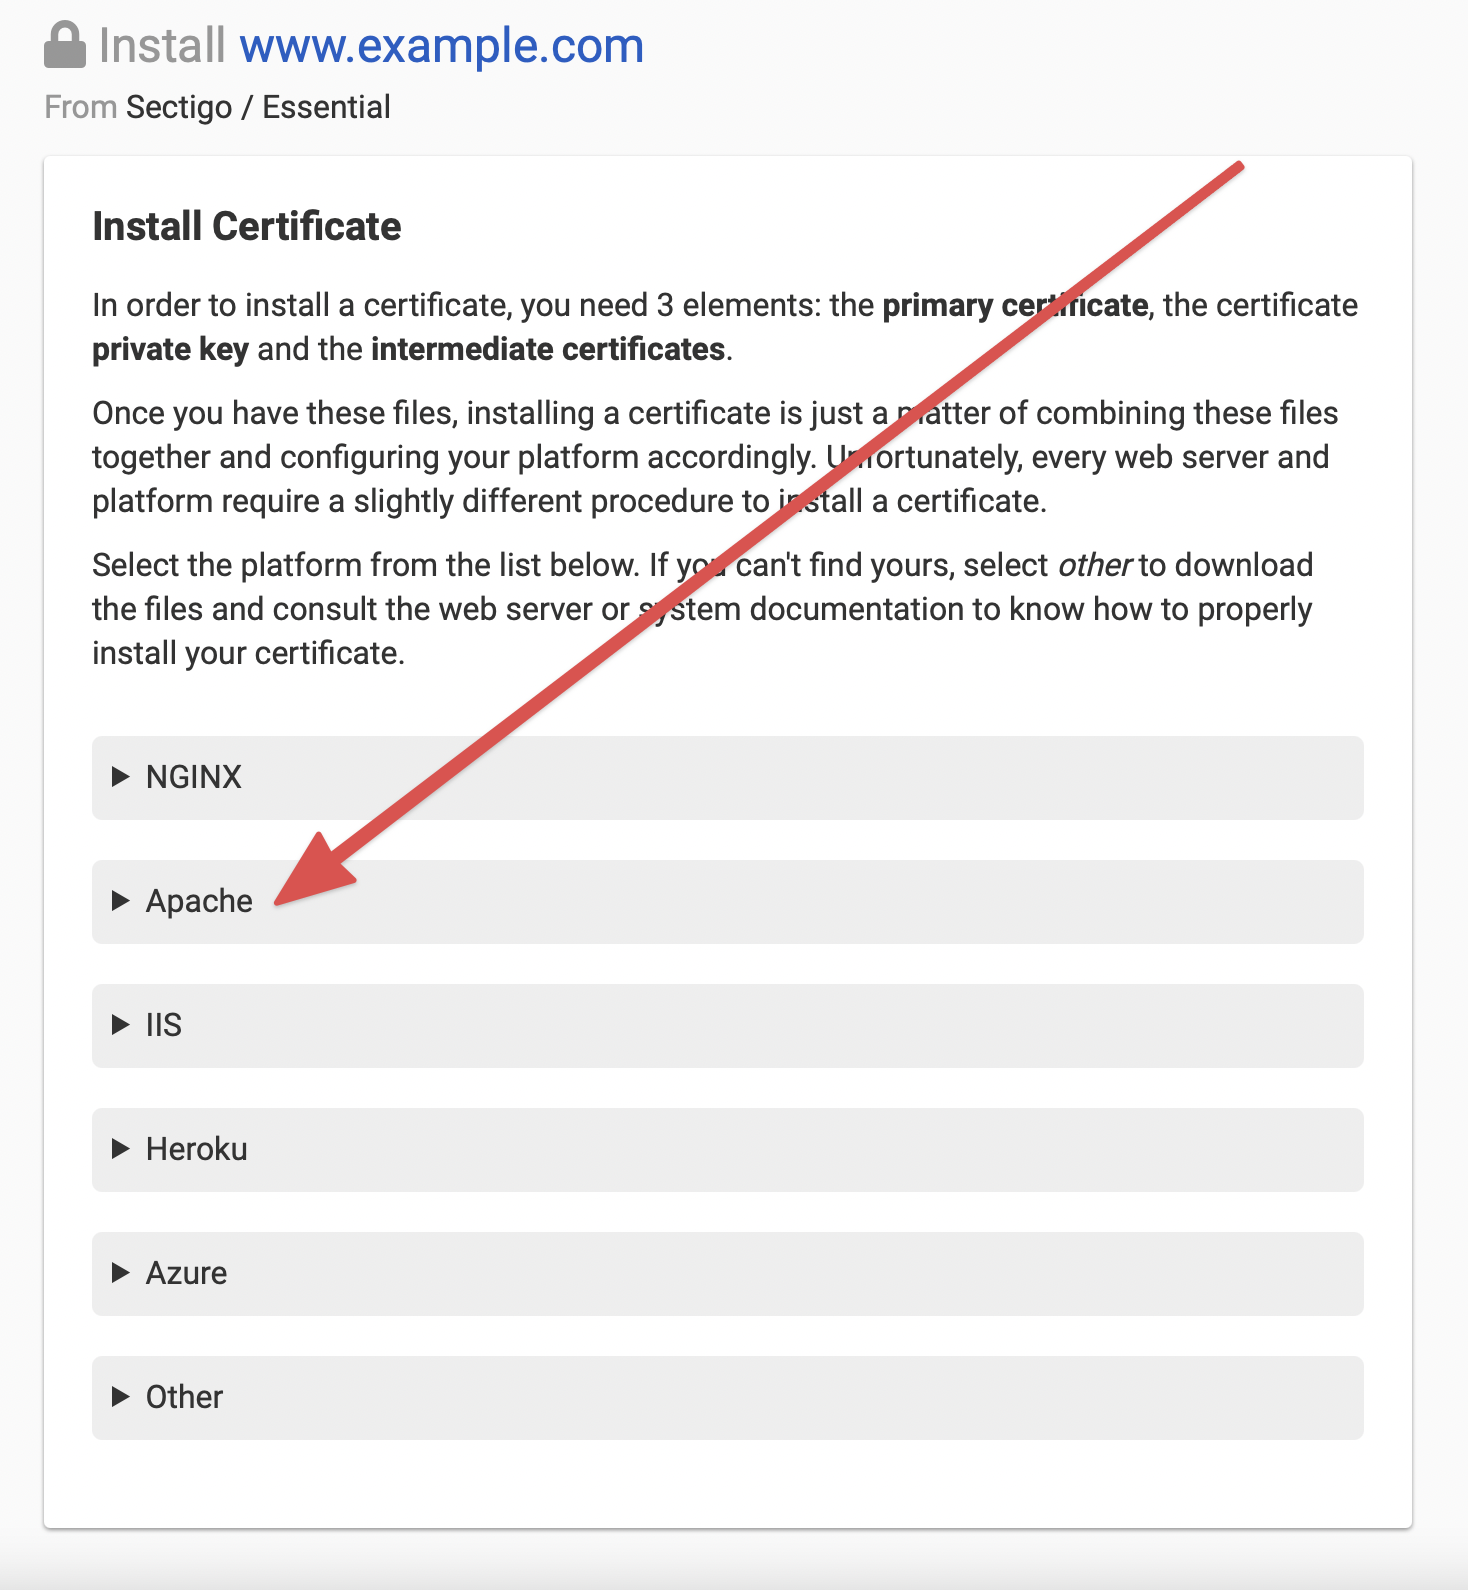 Install www.example.com
From Sectigo / Essential
Install Certificate
In order to install a certificate, you need 3 elements: the primary certificate, the certificate
private key and the intermediate certificates.
Once you have these files, installing a certificate is just a matter of combining these files
together and configuring your platform accordingly. Unfortunately, every web server and
platform require a slightly different procedure to install a certificate.
Select the platform from the list below. If you can't find yours, select other to download
the files and consult the web server or system documentation to know how to properly
install your certificate.
NGINX
Apache
IIS
Heroku
Azure
Other